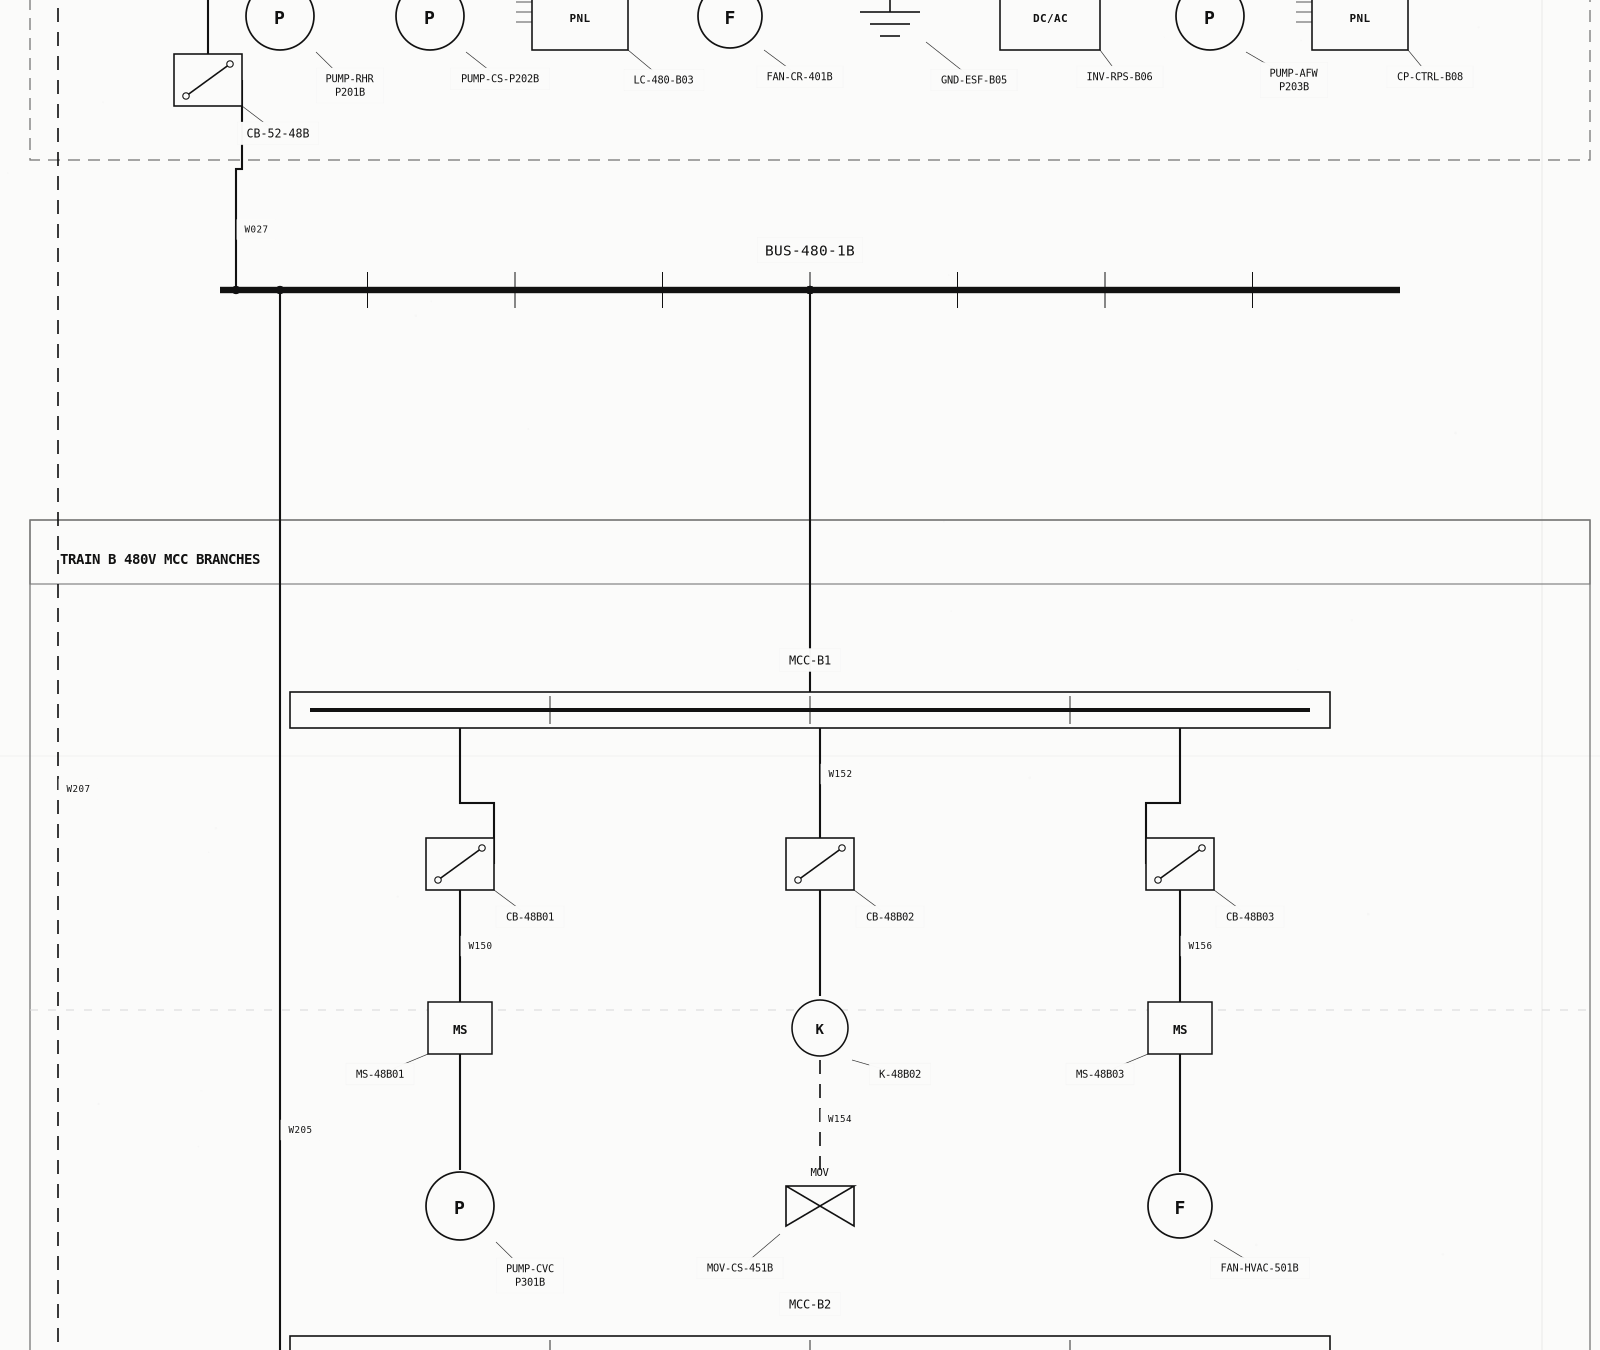 P
P
PNL
F
DC/AC
P
PNL
PUMP-RHR
P201B
PUMP-CS-P202B
LC-480-B03
FAN-CR-401B
GND-ESF-B05
INV-RPS-B06
PUMP-AFW
P203B
CP-CTRL-B08
CB-52-48B
W027
BUS-480-1B
TRAIN B 480V MCC BRANCHES
MCC-B1
W152
W207
CB-48B01
CB-48B02
CB-48B03
W150
W156
MS
K
MS
MS-48B01
K-48B02
MS-48B03
W154
W205
MOV
P
F
MOV-CS-451B
FAN-HVAC-501B
PUMP-CVC
P301B
MCC-B2